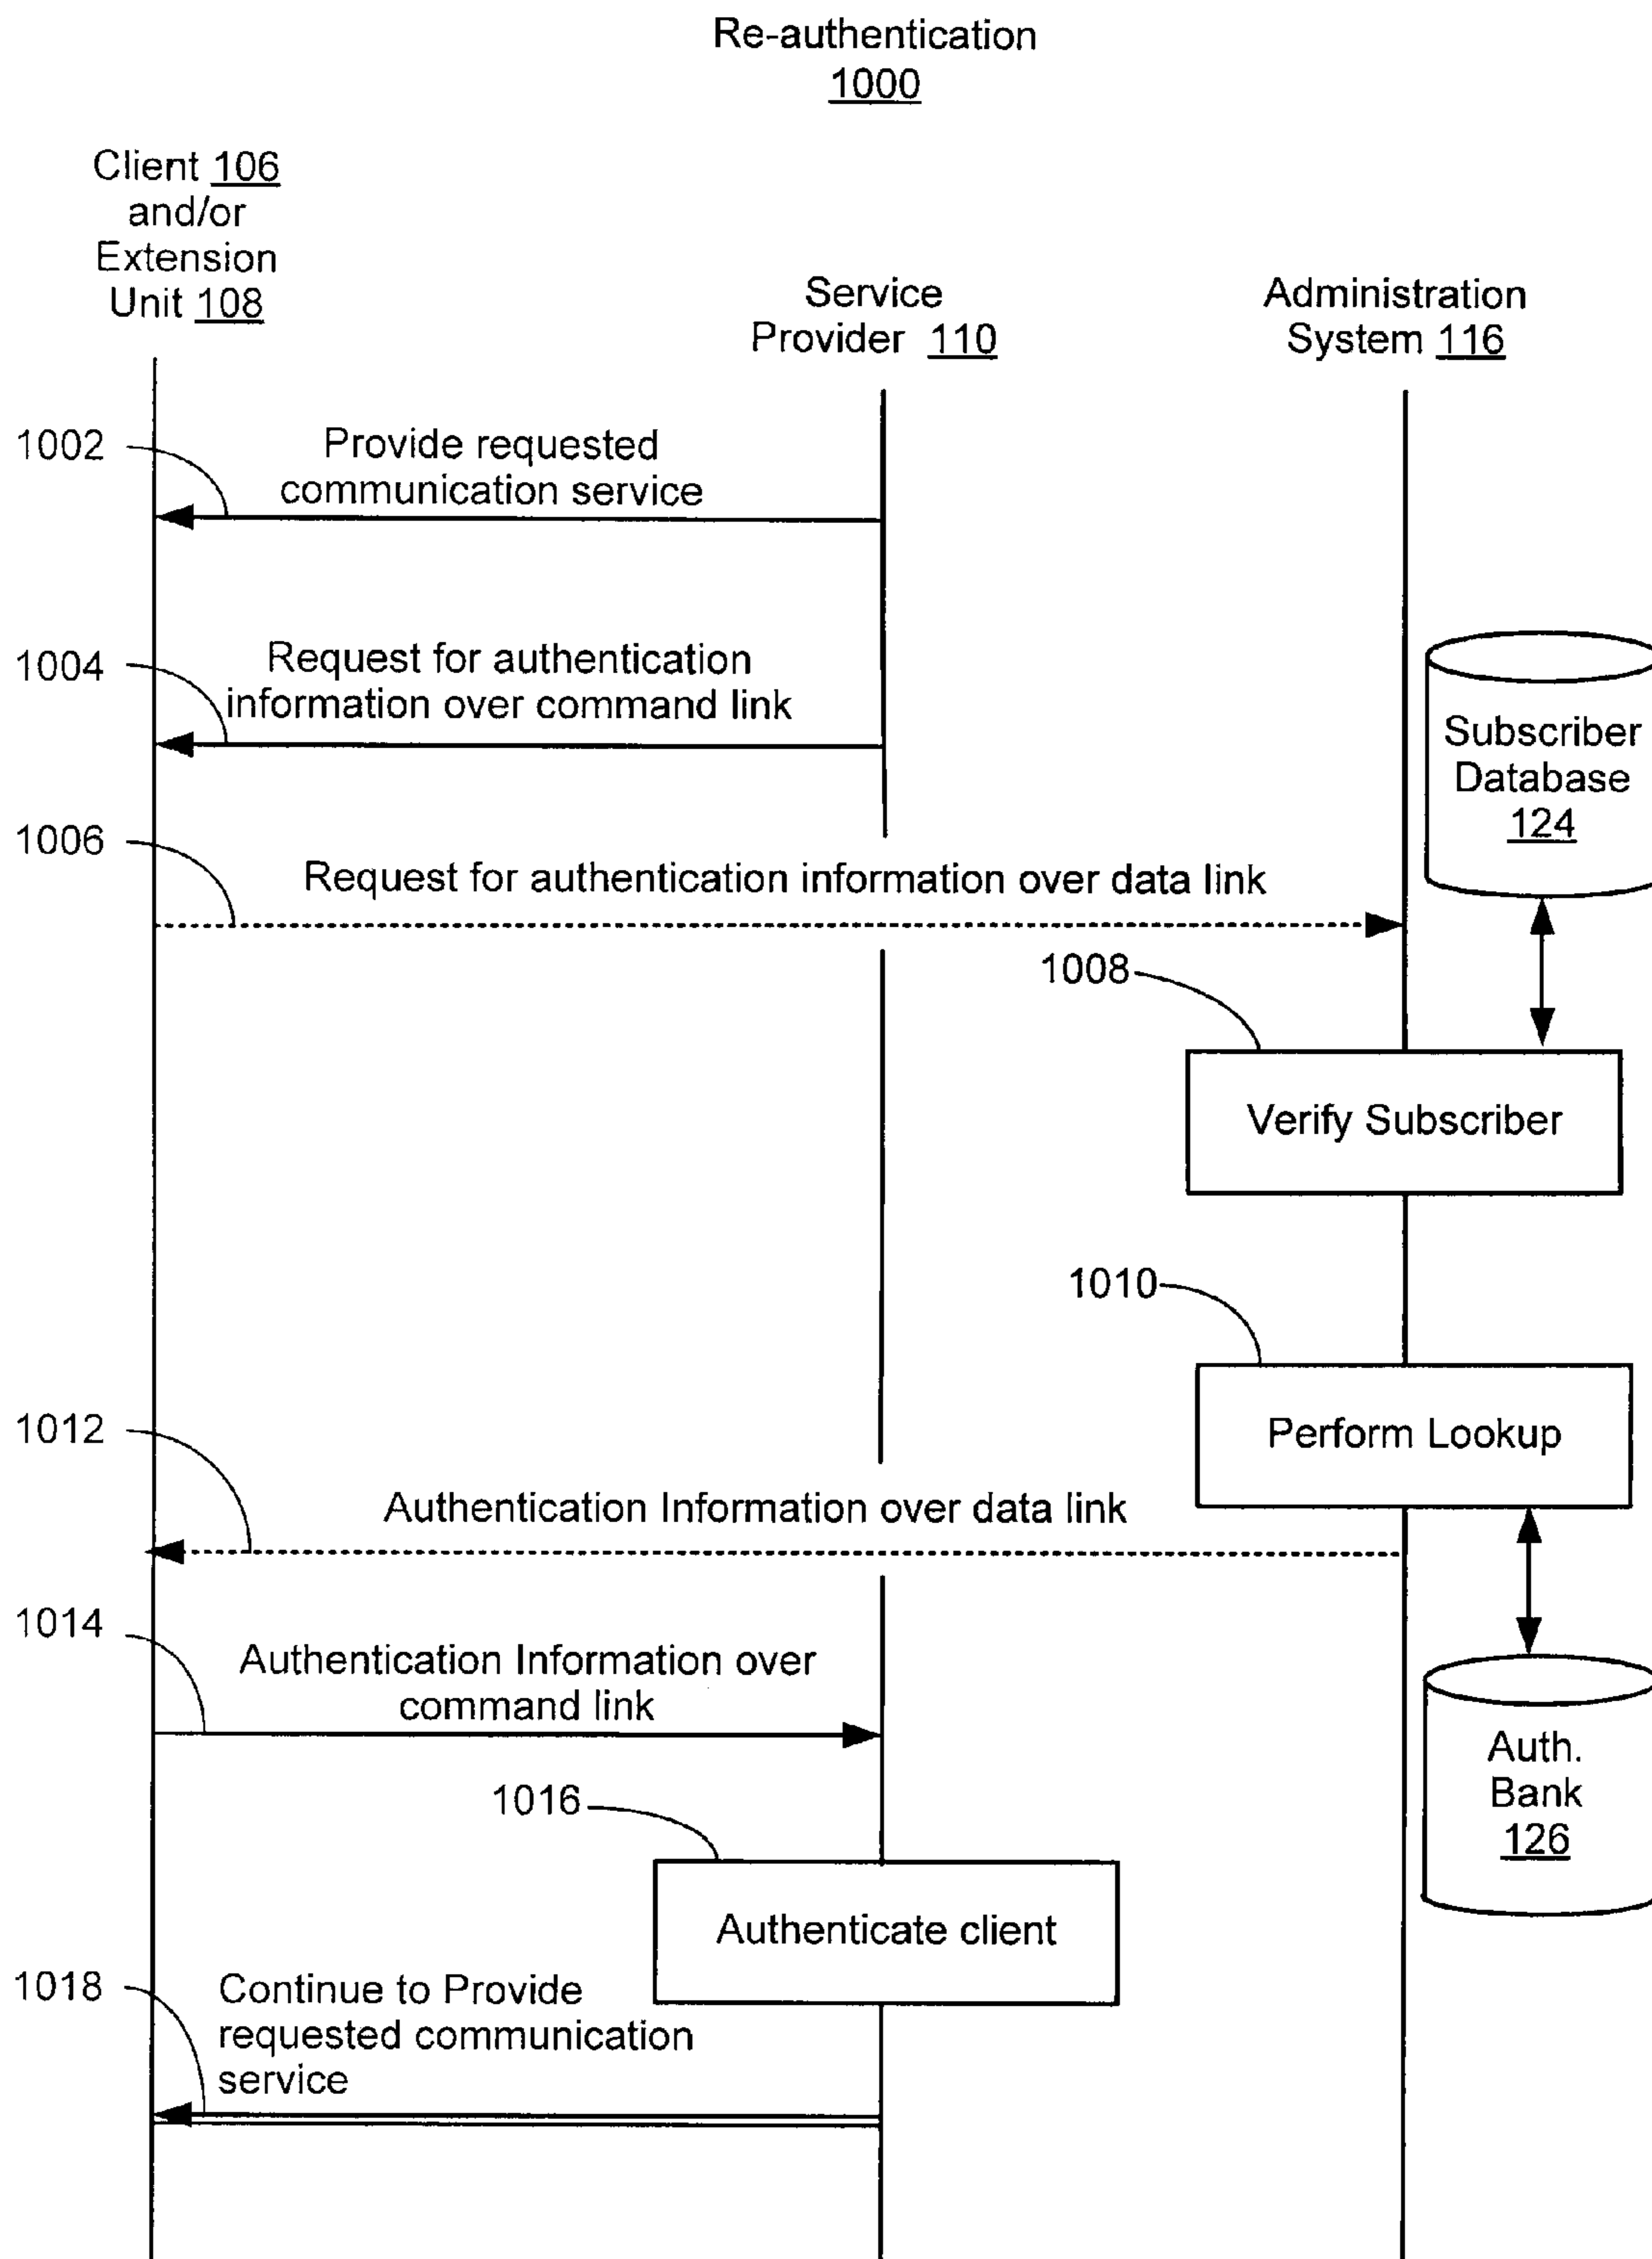 Re-authentication
1000
Client 106
and/or
Extension
Unit 108
Service
Provider 110
Administration
System 116
1002
Provide requested
communication service
1004
Request for authentication
information over command link
Subscriber
Database
124
1006
Request for authentication information over data link
1008
Verify Subscriber
1010
Perform Lookup
1012
Authentication Information over data link
1014
Authentication Information over
command link
Auth.
Bank
126
1016
Authenticate client
1018
Continue to Provide
requested communication
service